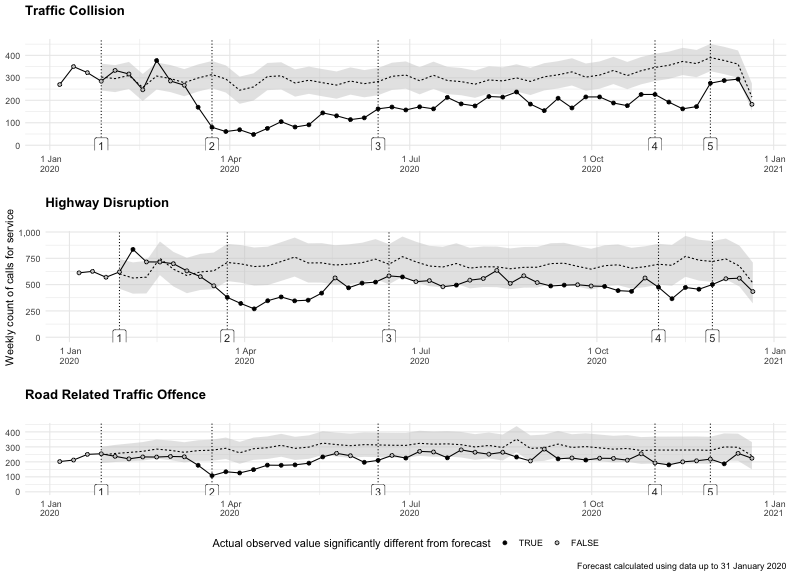 Traffic Collision
400
300
200
100
0
1 2 3 4 5
1 Jan 1 Apr 1 Jul 1 Oct 1 Jan
2020 2020 2020 2020 2021
Highway Disruption
Weekly count of calls for service
1,000
750
500
250
0
1 2 3 4 5
1 Jan 1 Apr 1 Jul 1 Oct 1 Jan
2020 2020 2020 2020 2021
Road Related Traffic Offence
400
300
200
100
0
1 2 3 4 5
1 Jan 1 Apr 1 Jul 1 Oct 1 Jan
2020 2020 2020 2020 2021
Actual observed value significantly different from forecast TRUE FALSE
Forecast calculated using data up to 31 January 2020